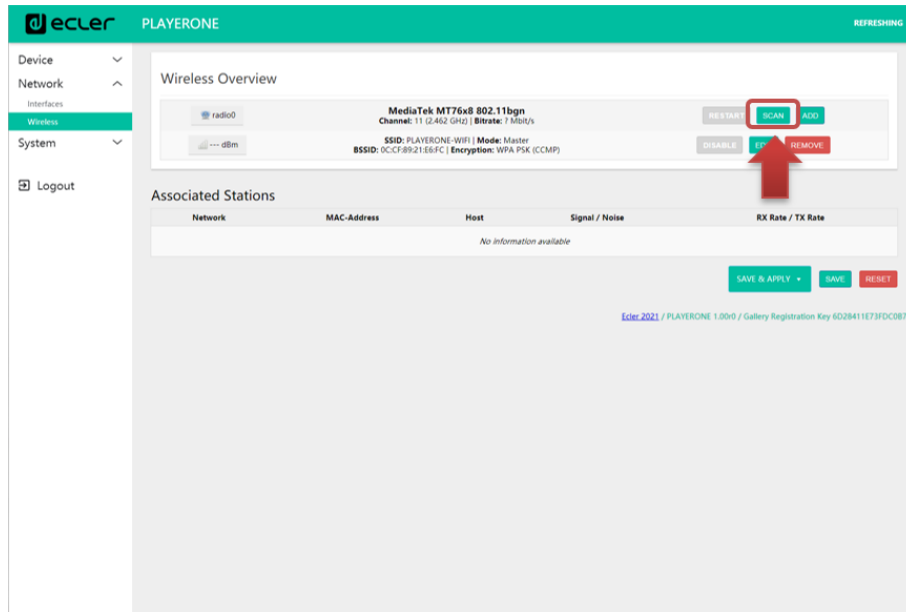 ecler
PLAYERONE
REFRESHING
Device
Network
Interfaces
Wireless
System
Logout
Wireless Overview
radio0
MediaTek MT76x8 802.11bgn
Channel: 11 (2.462 GHz) | Bitrate: ? Mbit/s
RESTART SCAN ADD
--- dBm
SSID: PLAYERONE-WIFI | Mode: Master
BSSID: 0C:CF:89:21:E6:FC | Encryption: WPA PSK (CCMP)
DISABLE REMOVE
Associated Stations
Network MAC-Address Host Signal / Noise RX Rate / TX Rate
No information available
SAVE & APPLY SAVE RESET
Ecler 2021 / PLAYERONE 1.00r0 / Gallery Registration Key 6D28411E73FDC087